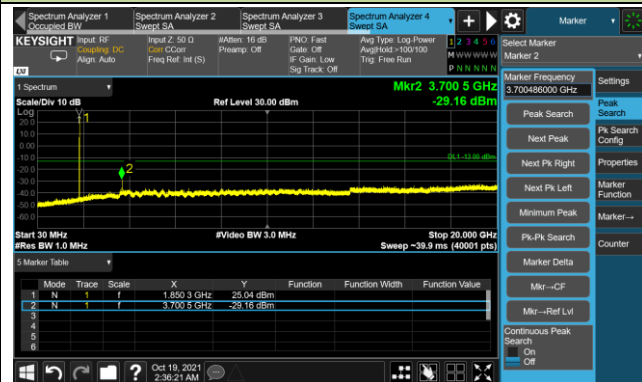 Spectrum Analyzer 1
Occupied BW
Spectrum Analyzer 2
Swept SA
Spectrum Analyzer 3
Swept SA
Spectrum Analyzer 4
Swept SA
Marker
KEYSIGHT
Input: RF
Coupling: DC
Align: Auto
Input Z: 50 Ω
Corr CCorr
Freq Ref: Int (S)
#Atten: 16 dB
Preamp: Off
PNO: Fast
Gate: Off
IF Gain: Low
Sig Track: Off
Avg Type: Log-Power
Avg|Hold:>100/100
Trig: Free Run
1 2 3 4 5 6
M W W W W W
P N N N N N
LXI
Select Marker
Marker 2
1 Spectrum
Scale/Div 10 dB
Ref Level 30.00 dBm
Mkr2 3.700 5 GHz
-29.16 dBm
Log
20.0
10.0
0.00
-10.0
-20.0
-30.0
-40.0
-50.0
-60.0
1
2
DL1 -13.00 dBm
Start 30 MHz
#Res BW 1.0 MHz
#Video BW 3.0 MHz
Stop 20.000 GHz
Sweep ~39.9 ms (40001 pts)
5 Marker Table
Mode Trace Scale X Y Function Function Width Function Value
1 N 1 f 1.850 3 GHz 25.04 dBm
2 N 1 f 3.700 5 GHz -29.16 dBm
3
4
5
6
Marker Frequency
3.700486000 GHz
Peak Search
Next Peak
Next Pk Right
Next Pk Left
Minimum Peak
Pk-Pk Search
Marker Delta
Mkr→CF
Mkr→Ref Lvl
Continuous Peak
Search
On
Off
Settings
Peak
Search
Pk Search
Config
Properties
Marker
Function
Marker→
Counter
?
Oct 19, 2021
2:36:21 AM